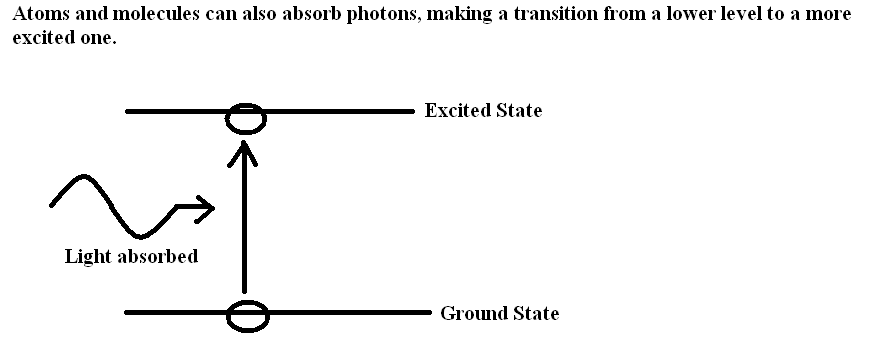 Atoms and molecules can also absorb photons, making a transition from a lower level to a more
excited one.
Excited State
Light absorbed
Ground State